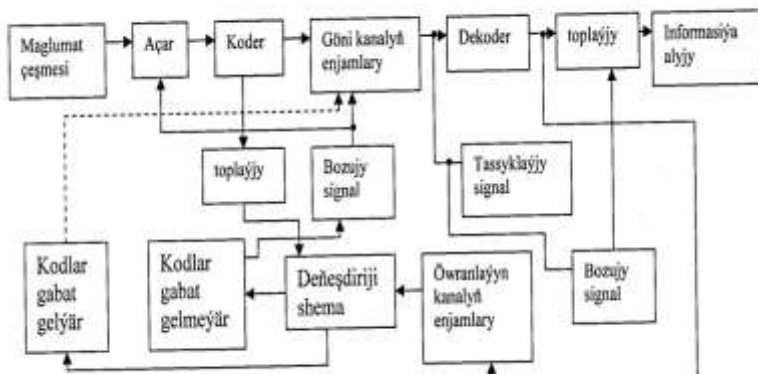 Maglumat
çeşmesi
Açar
Koder
Göni kanalyň
enjamlary
Dekoder
toplaýjy
Informasiýa
alyjy
toplaýjy
Bozujy
signal
Tassyklaýjy
signal
Kodlar
gabat
gelýär
Kodlar
gabat
gelmeýär
Deňeşdiriji
shema
Öwranlaýyn
kanalyň
enjamlary
Bozujy
signal